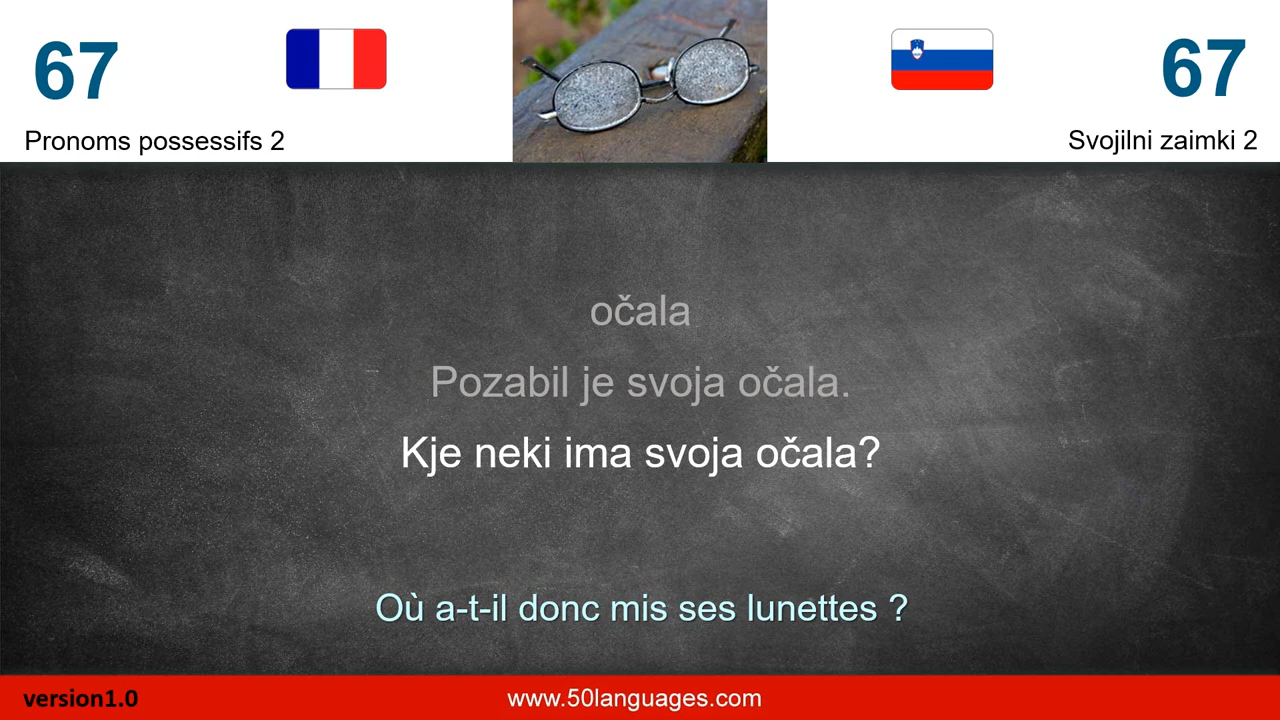 67
67
Pronoms possessifs 2
Svojilni zaimki 2
očala
Pozabil je svoja očala.
Kje neki ima svoja očala?
Où a-t-il donc mis ses lunettes ?
version1.0
www.50languages.com